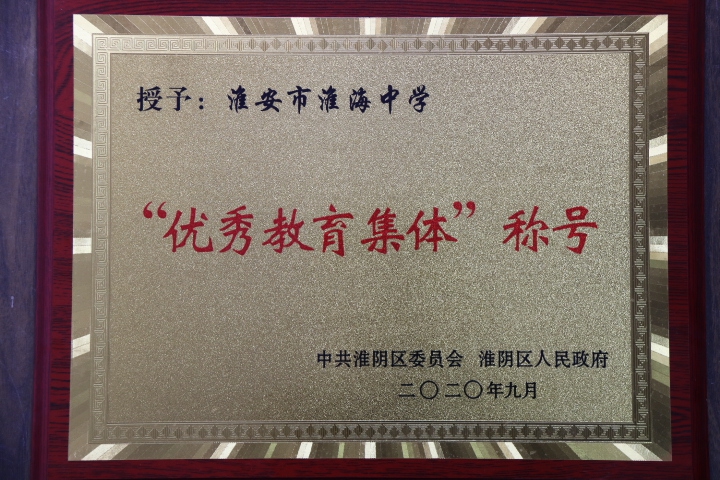 授予：淮安市淮海中学
“优秀教育集体”称号
中共淮阴区委员会 淮阴区人民政府
二〇二〇年九月